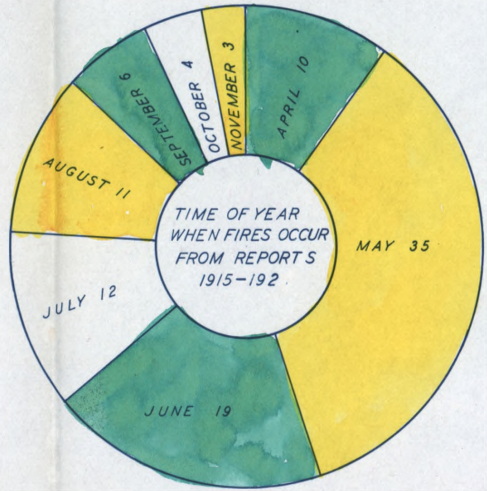 TIME OF YEAR
WHEN FIRES OCCUR
FROM REPORTS
1915-192
APRIL 10
MAY 35
JUNE 19
JULY 12
AUGUST 11
SEPTEMBER 6
OCTOBER 4
NOVEMBER 3